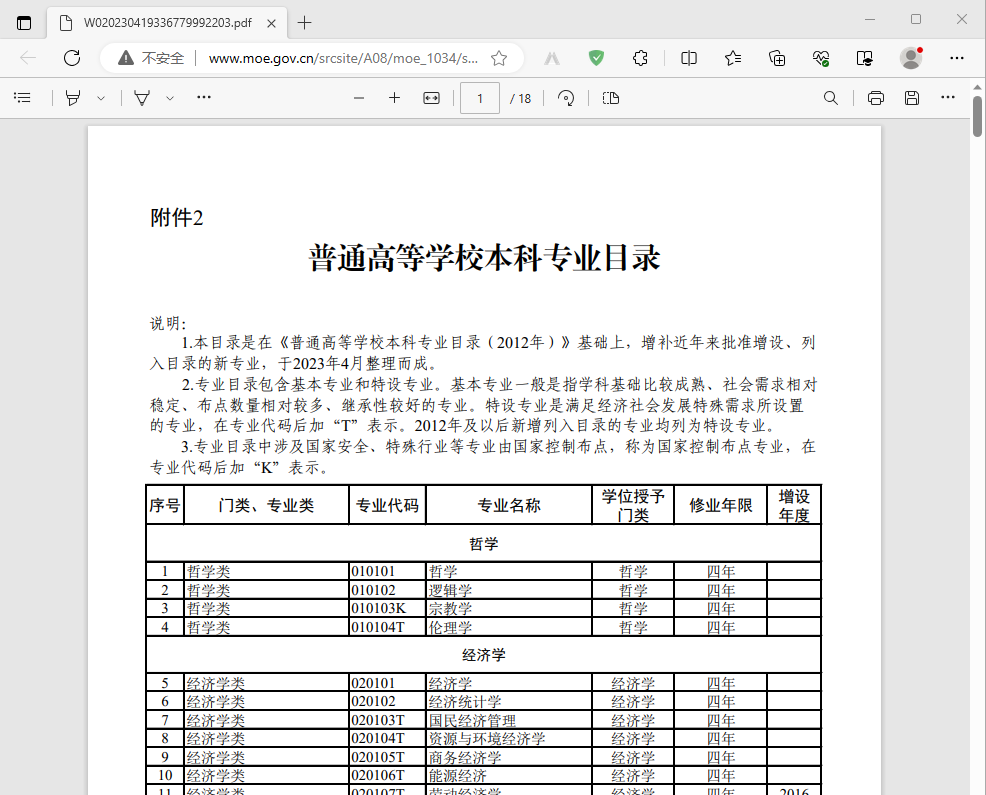 W020230419336779992203.pdf
不安全
www.moe.gov.cn/srcsite/A08/moe_1034/s...
1 / 18
附件2
普通高等学校本科专业目录
说明：
1.本目录是在《普通高等学校本科专业目录（2012年）》基础上，增补近年来批准增设、列
入目录的新专业，于2023年4月整理而成。
2.专业目录包含基本专业和特设专业。基本专业一般是指学科基础比较成熟、社会需求相对
稳定、布点数量相对较多、继承性较好的专业。特设专业是满足经济社会发展特殊需求所设置
的专业，在专业代码后加“T”表示。2012年及以后新增列入目录的专业均列为特设专业。
3.专业目录中涉及国家安全、特殊行业等专业由国家控制布点，称为国家控制布点专业，在
专业代码后加“K”表示。
序号 门类、专业类 专业代码 专业名称 学位授予门类 修业年限 增设年度
哲学
1 哲学类 010101 哲学 哲学 四年
2 哲学类 010102 逻辑学 哲学 四年
3 哲学类 010103K 宗教学 哲学 四年
4 哲学类 010104T 伦理学 哲学 四年
经济学
5 经济学类 020101 经济学 经济学 四年
6 经济学类 020102 经济统计学 经济学 四年
7 经济学类 020103T 国民经济管理 经济学 四年
8 经济学类 020104T 资源与环境经济学 经济学 四年
9 经济学类 020105T 商务经济学 经济学 四年
10 经济学类 020106T 能源经济 经济学 四年
11 经济学类 020107T 劳动经济学 经济学 四年 2016